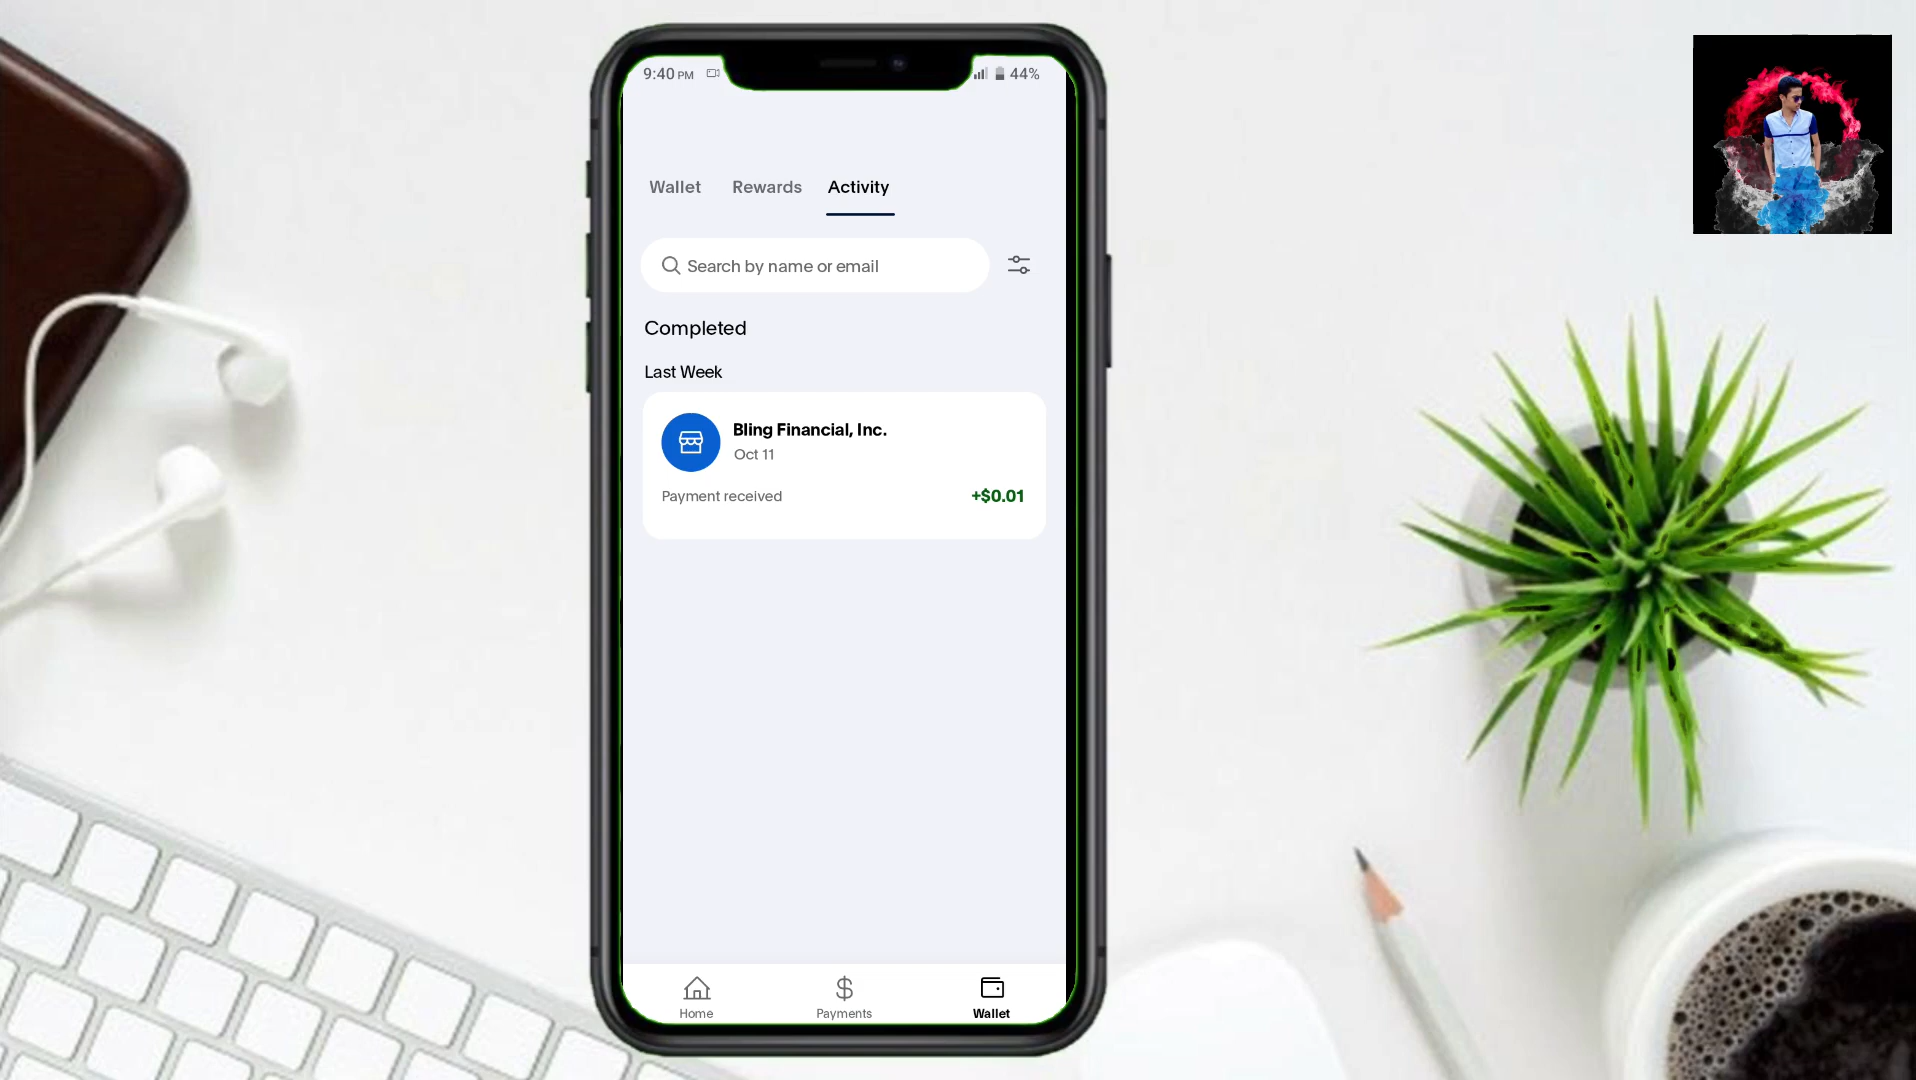 9:40 PM 44%
Wallet Rewards Activity
Search by name or email
Completed
Last Week
Bling Financial, Inc.
Oct 11
Payment received +$0.01
Home Payments Wallet